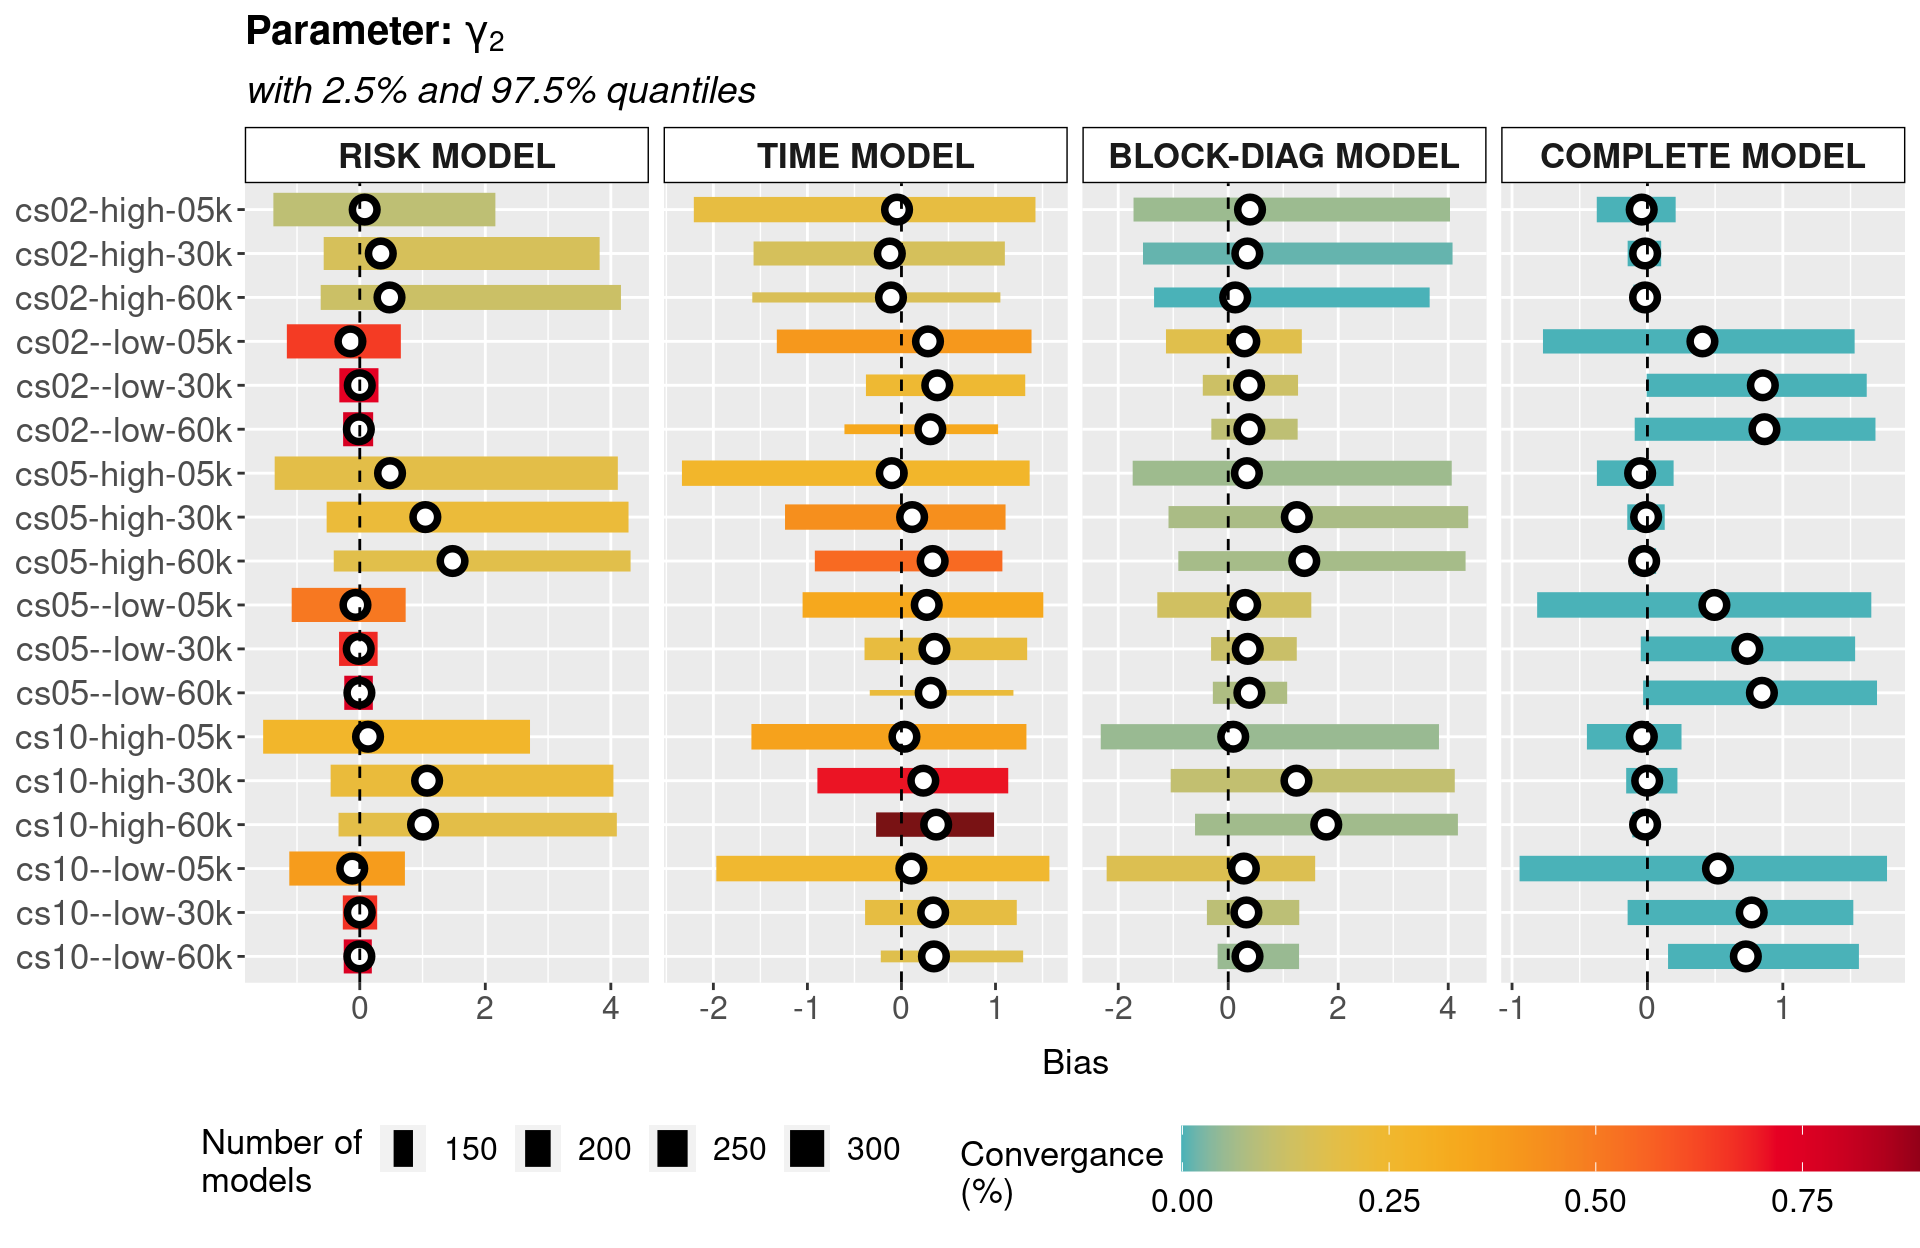 Parameter: γ₂
with 2.5% and 97.5% quantiles
RISK MODEL TIME MODEL BLOCK-DIAG MODEL COMPLETE MODEL
cs02-high-05k
cs02-high-30k
cs02-high-60k
cs02--low-05k
cs02--low-30k
cs02--low-60k
cs05-high-05k
cs05-high-30k
cs05-high-60k
cs05--low-05k
cs05--low-30k
cs05--low-60k
cs10-high-05k
cs10-high-30k
cs10-high-60k
cs10--low-05k
cs10--low-30k
cs10--low-60k
0 2 4 -2 -1 0 1 -2 0 2 4 -1 0 1
Bias
Number of models 150 200 250 300
Convergance (%) 0.00 0.25 0.50 0.75